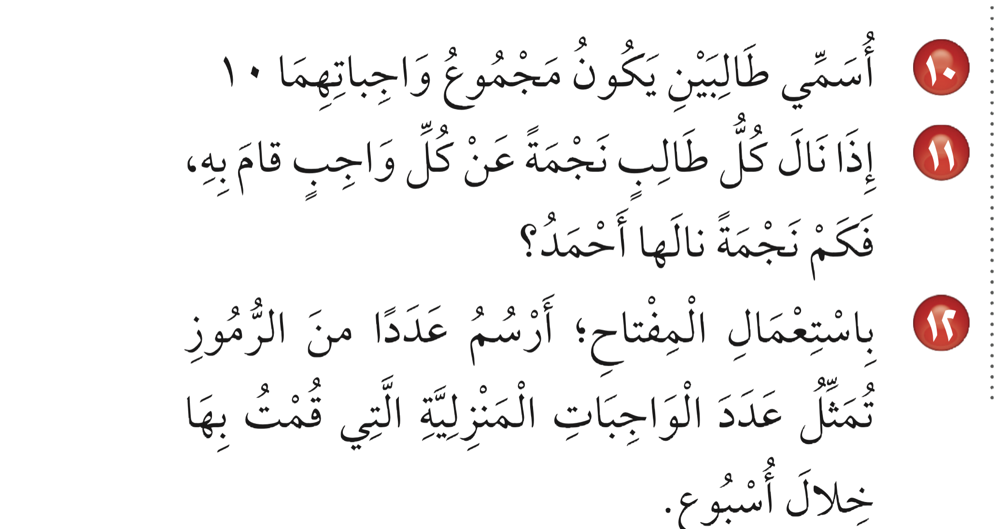 ١٠ أُسَمِّي طَالِبَيْنِ يَكُونُ مَجْمُوعُ وَاجِباتِهِمَا ١٠
١١ إِذَا نَالَ كُلُّ طَالِبٍ نَجْمَةً عَنْ كُلِّ وَاجِبٍ قامَ بِهِ،
فَكَمْ نَجْمَةً نالَها أَحْمَدُ؟
١٢ بِاسْتِعْمَالِ الْمِفْتاحِ؛ أَرْسُمُ عَدَدًا منَ الرُّمُوزِ
تُمَثِّلُ عَدَدَ الْوَاجِبَاتِ الْمَنْزِلِيَّةِ الَّتِي قُمْتُ بِهَا
خِلالَ أُسْبُوع.